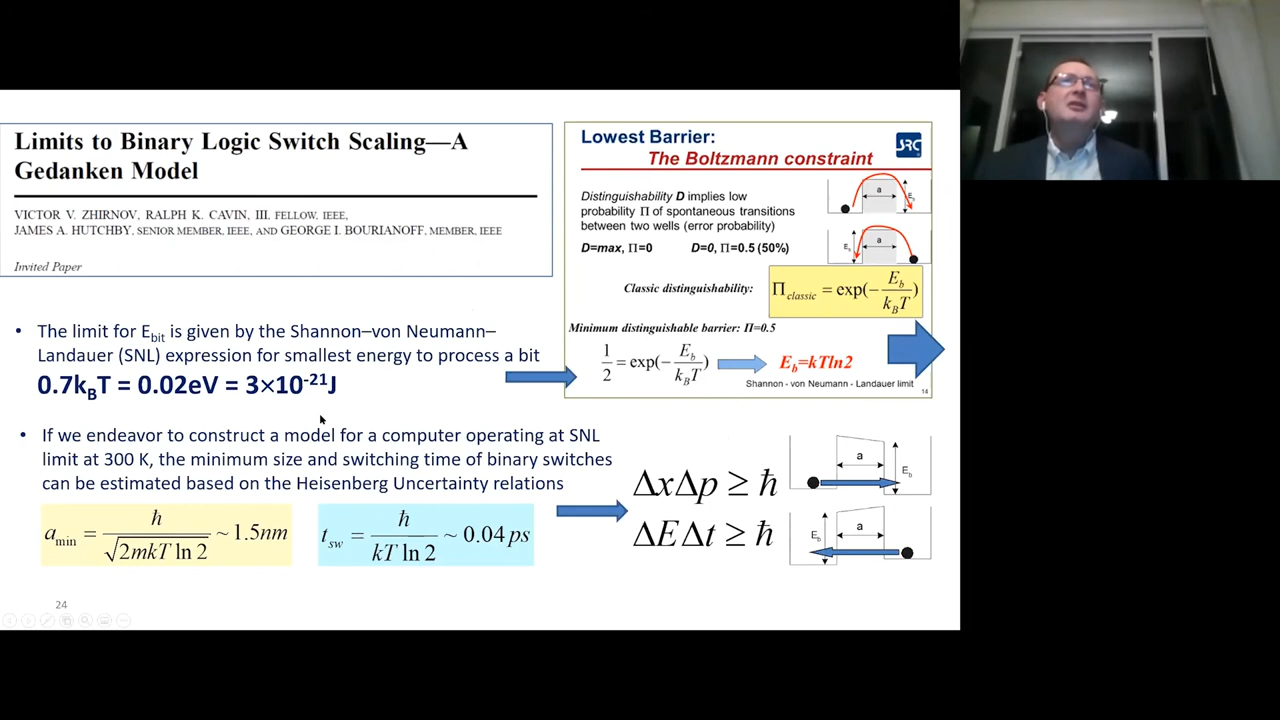 Limits to Binary Logic Switch Scaling—A
Gedanken Model
VICTOR V. ZHIRNOV, RALPH K. CAVIN, III, FELLOW, IEEE,
JAMES A. HUTCHBY, SENIOR MEMBER, IEEE, AND GEORGE I. BOURIANOFF, MEMBER, IEEE
Invited Paper
Lowest Barrier:
The Boltzmann constraint
SRC
Distinguishability D implies low
probability Π of spontaneous transitions
between two wells (error probability)
D=max, Π=0 D=0, Π=0.5 (50%)
a
E_b
a
E_b
Classic distinguishability:
Π_classic = exp(-E_b/k_BT)
Minimum distinguishable barrier: Π=0.5
1/2 = exp(-E_b/k_BT)
E_b=kTln2
Shannon - von Neumann - Landauer limit
14
• The limit for E_bit is given by the Shannon–von Neumann–
Landauer (SNL) expression for smallest energy to process a bit
0.7k_BT = 0.02eV = 3×10^-21J
• If we endeavor to construct a model for a computer operating at SNL
limit at 300 K, the minimum size and switching time of binary switches
can be estimated based on the Heisenberg Uncertainty relations
a_min = ħ/√(2mkT ln 2) ~ 1.5nm
t_sw = ħ/(kT ln 2) ~ 0.04 ps
ΔxΔp ≥ ħ
ΔEΔt ≥ ħ
a
E_b
a
E_b
24